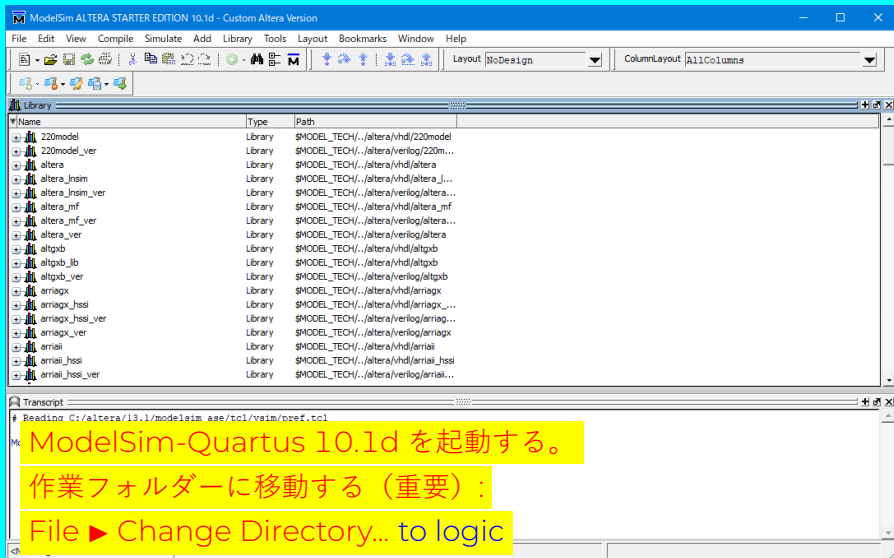 ModelSim ALTERA STARTER EDITION 10.1d - Custom Altera Version
File Edit View Compile Simulate Add Library Tools Layout Bookmarks Window Help
Layout NoDesign ColumnLayout AllColumns
Library
Name Type Path
220model Library $MODEL_TECH/../altera/vhdl/220model
220model_ver Library $MODEL_TECH/../altera/verilog/220m...
altera Library $MODEL_TECH/../altera/vhdl/altera
altera_lnsim Library $MODEL_TECH/../altera/vhdl/altera_l...
altera_lnsim_ver Library $MODEL_TECH/../altera/verilog/altera...
altera_mf Library $MODEL_TECH/../altera/vhdl/altera_mf
altera_mf_ver Library $MODEL_TECH/../altera/verilog/altera...
altera_ver Library $MODEL_TECH/../altera/verilog/altera
altgxb Library $MODEL_TECH/../altera/vhdl/altgxb
altgxb_lib Library $MODEL_TECH/../altera/vhdl/altgxb
altgxb_ver Library $MODEL_TECH/../altera/verilog/altgxb
arriagx Library $MODEL_TECH/../altera/vhdl/arriagx
arriagx_hssi Library $MODEL_TECH/../altera/vhdl/arriagx_...
arriagx_hssi_ver Library $MODEL_TECH/../altera/verilog/arriag...
arriagx_ver Library $MODEL_TECH/../altera/verilog/arriagx
arriaii Library $MODEL_TECH/../altera/vhdl/arriaii
arriaii_hssi Library $MODEL_TECH/../altera/vhdl/arriaii_hssi
arriaii_hssi_ver Library $MODEL_TECH/../altera/verilog/arriaii...
Transcript
# Reading C:/altera/13.1/modelsim_ase/tcl/vsim/pref.tcl
ModelSim-Quartus 10.1d を起動する。
作業フォルダーに移動する（重要）:
File ► Change Directory... to logic